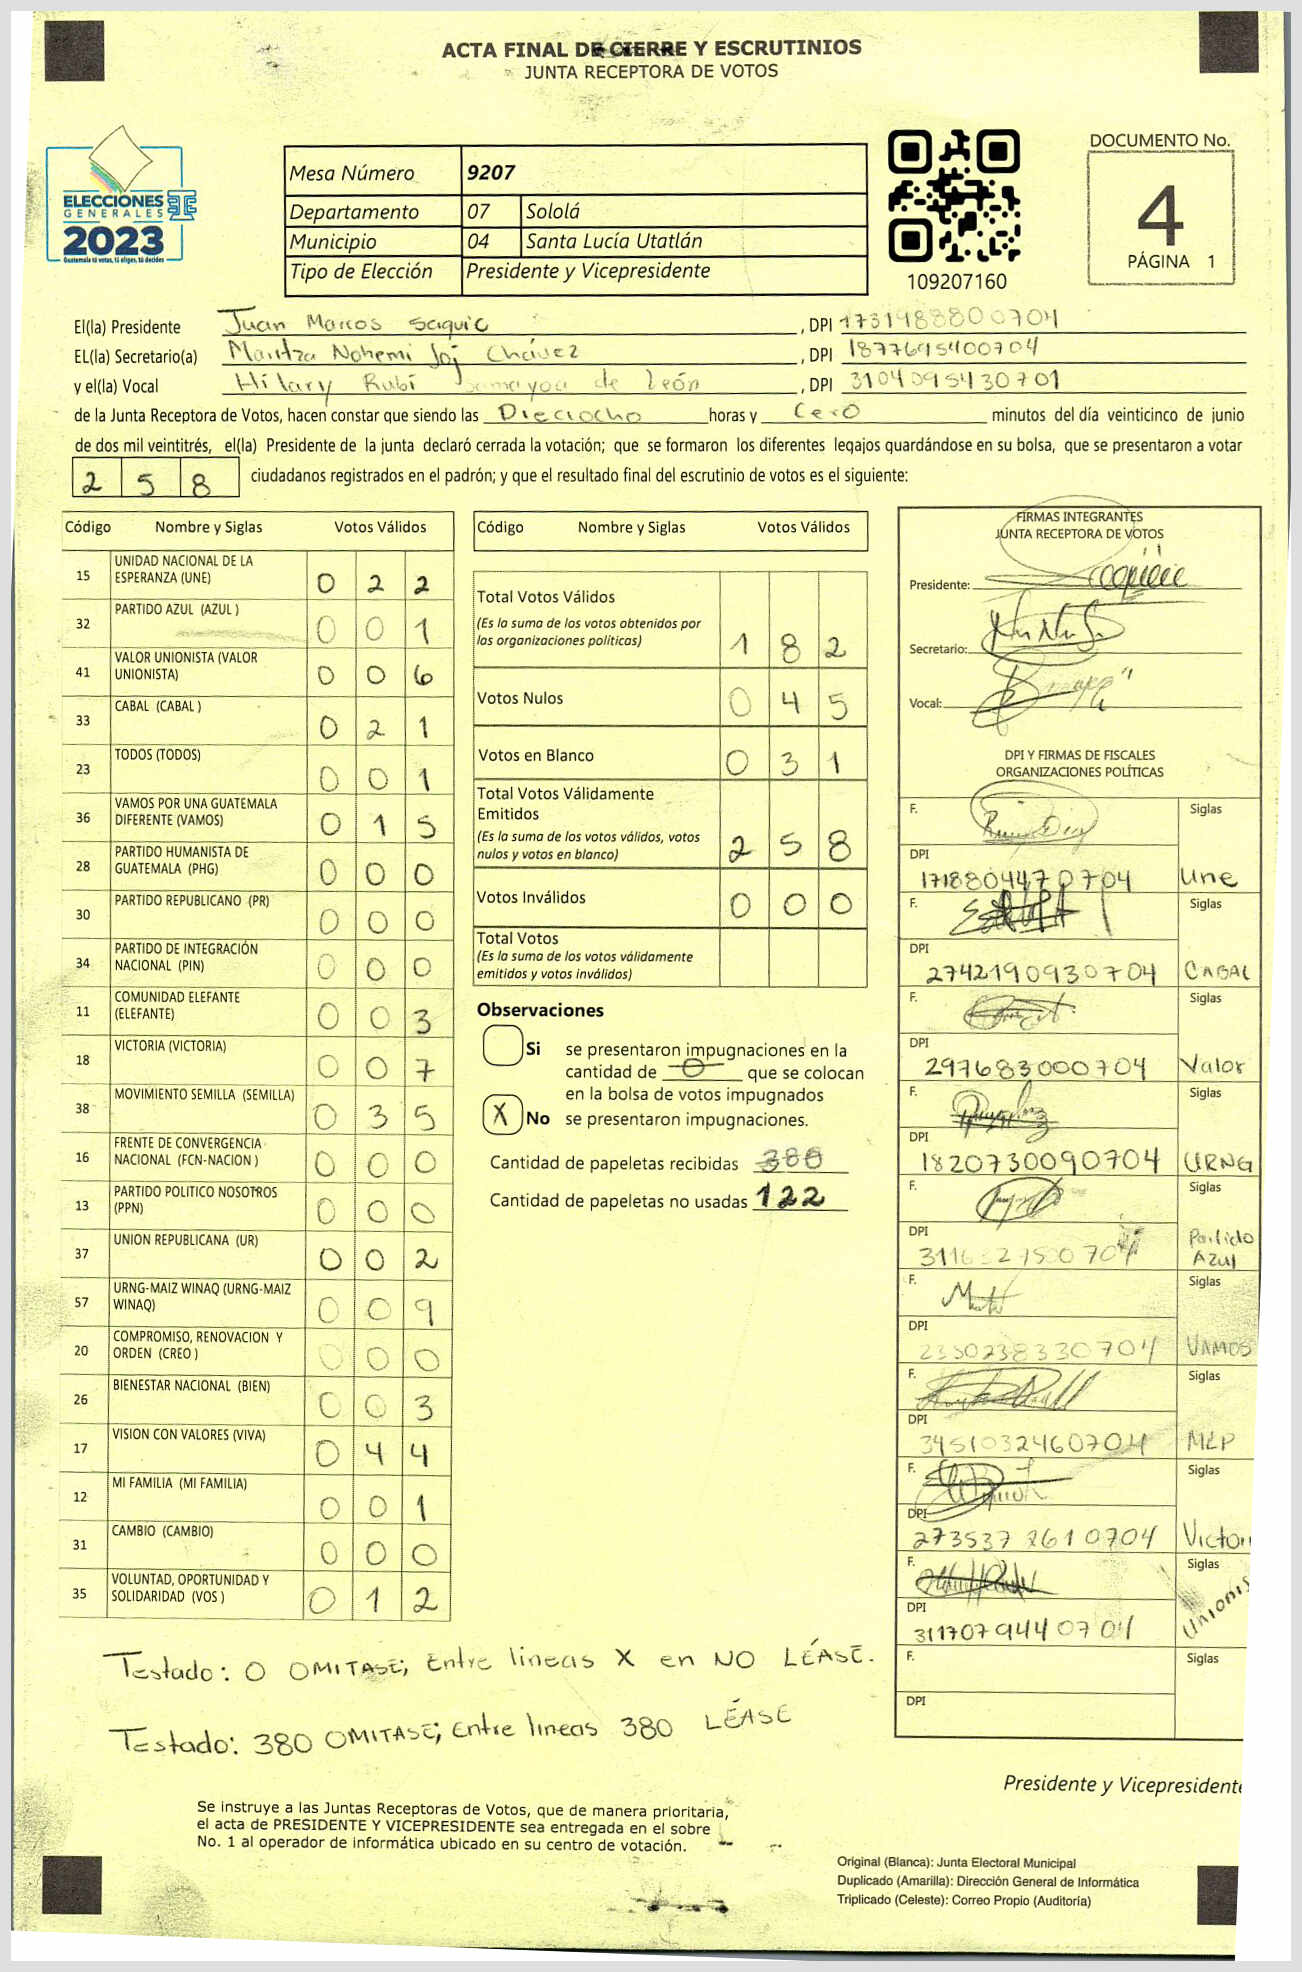 ACTA FINAL DE CIERRE Y ESCRUTINIOS
JUNTA RECEPTORA DE VOTOS
ELECCIONES
GENERALES
2023
Guatemala tú votas, tú eliges, tú decides
Mesa Número 9207
Departamento 07 Sololá
Municipio 04 Santa Lucía Utatlán
Tipo de Elección Presidente y Vicepresidente
109207160
DOCUMENTO No.
4
PÁGINA 1
El(la) Presidente Juan Marcos Saquic, DPI 1731988800704
EL(la) Secretario(a) Maritza Nohemi Joj Chávez, DPI 1877695400704
y el(la) Vocal Hilary Rubí Samayoa de León, DPI 3104095430701
de la Junta Receptora de Votos, hacen constar que siendo las Dieciocho horas y Cero minutos del día veinticinco de junio
de dos mil veintitrés, el(la) Presidente de la junta declaró cerrada la votación; que se formaron los diferentes legajos guardándose en su bolsa, que se presentaron a votar
258 ciudadanos registrados en el padrón; y que el resultado final del escrutinio de votos es el siguiente:
Código Nombre y Siglas Votos Válidos
15 UNIDAD NACIONAL DE LA ESPERANZA (UNE) 0 2 2
32 PARTIDO AZUL (AZUL ) 0 0 1
41 VALOR UNIONISTA (VALOR UNIONISTA) 0 0 6
33 CABAL (CABAL ) 0 2 1
23 TODOS (TODOS) 0 0 1
36 VAMOS POR UNA GUATEMALA DIFERENTE (VAMOS) 0 1 5
28 PARTIDO HUMANISTA DE GUATEMALA (PHG) 0 0 0
30 PARTIDO REPUBLICANO (PR) 0 0 0
34 PARTIDO DE INTEGRACIÓN NACIONAL (PIN) 0 0 0
11 COMUNIDAD ELEFANTE (ELEFANTE) 0 0 3
18 VICTORIA (VICTORIA) 0 0 7
38 MOVIMIENTO SEMILLA (SEMILLA) 0 3 5
16 FRENTE DE CONVERGENCIA NACIONAL (FCN-NACION ) 0 0 0
13 PARTIDO POLITICO NOSOTROS (PPN) 0 0 0
37 UNION REPUBLICANA (UR) 0 0 2
57 URNG-MAIZ WINAQ (URNG-MAIZ WINAQ) 0 0 9
20 COMPROMISO, RENOVACION Y ORDEN (CREO ) 0 0 0
26 BIENESTAR NACIONAL (BIEN) 0 0 3
17 VISION CON VALORES (VIVA) 0 4 4
12 MI FAMILIA (MI FAMILIA) 0 0 1
31 CAMBIO (CAMBIO) 0 0 0
35 VOLUNTAD, OPORTUNIDAD Y SOLIDARIDAD (VOS ) 0 1 2
Código Nombre y Siglas Votos Válidos
Total Votos Válidos
(Es la suma de los votos obtenidos por
las organizaciones políticas) 1 8 2
Votos Nulos 0 4 5
Votos en Blanco 0 3 1
Total Votos Válidamente
Emitidos
(Es la suma de los votos válidos, votos
nulos y votos en blanco) 2 5 8
Votos Inválidos 0 0 0
Total Votos
(Es la suma de los votos válidamente
emitidos y votos inválidos)
Observaciones
Si se presentaron impugnaciones en la
cantidad de 0 que se colocan
en la bolsa de votos impugnados
X No se presentaron impugnaciones.
Cantidad de papeletas recibidas 380
Cantidad de papeletas no usadas 122
FIRMAS INTEGRANTES
JUNTA RECEPTORA DE VOTOS
Presidente:
Secretario:
Vocal:
DPI Y FIRMAS DE FISCALES
ORGANIZACIONES POLÍTICAS
F. Siglas
DPI
1718804470704 Une
F. Siglas
DPI
2742190930704 CABAL
F. Siglas
DPI
297683000704 Valor
F. Siglas
DPI
1820730090704 URNG
F. Siglas
DPI
Partido
Azul
F. Siglas
DPI
2350238330704 VAMOS
F. Siglas
DPI
3451032460704 MLP
F. Siglas
DPI
Victori
F. Siglas
DPI
3117079440704 UNIONIS
F. Siglas
DPI
Testado: 0 OMITASE; Entre lineas X en NO LÉASE.
Testado: 380 OMITASE; Entre lineas 380 LÉASE
Presidente y Vicepresidente
Se instruye a las Juntas Receptoras de Votos, que de manera prioritaria,
el acta de PRESIDENTE Y VICEPRESIDENTE sea entregada en el sobre
No. 1 al operador de informática ubicado en su centro de votación.
Original (Blanca): Junta Electoral Municipal
Duplicado (Amarilla): Dirección General de Informática
Triplicado (Celeste): Correo Propio (Auditoría)